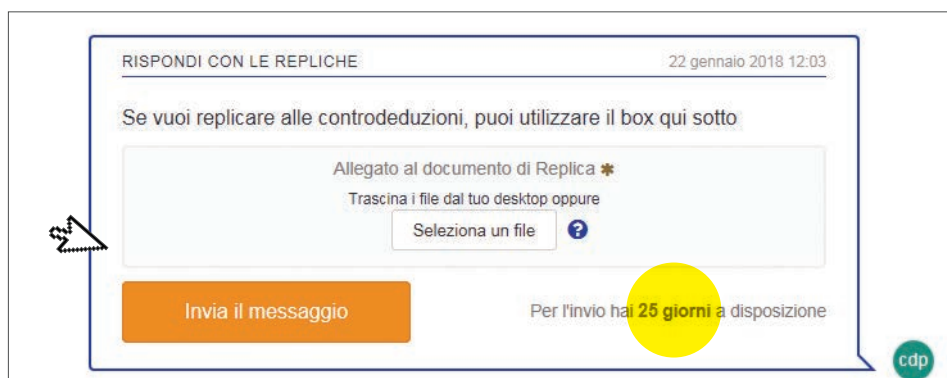 RISPONDI CON LE REPLICHE 22 gennaio 2018 12:03
Se vuoi replicare alle controdeduzioni, puoi utilizzare il box qui sotto
Allegato al documento di Replica ✱
Trascina i file dal tuo desktop oppure
Seleziona un file ?
Invia il messaggio Per l'invio hai 25 giorni a disposizione
cdp